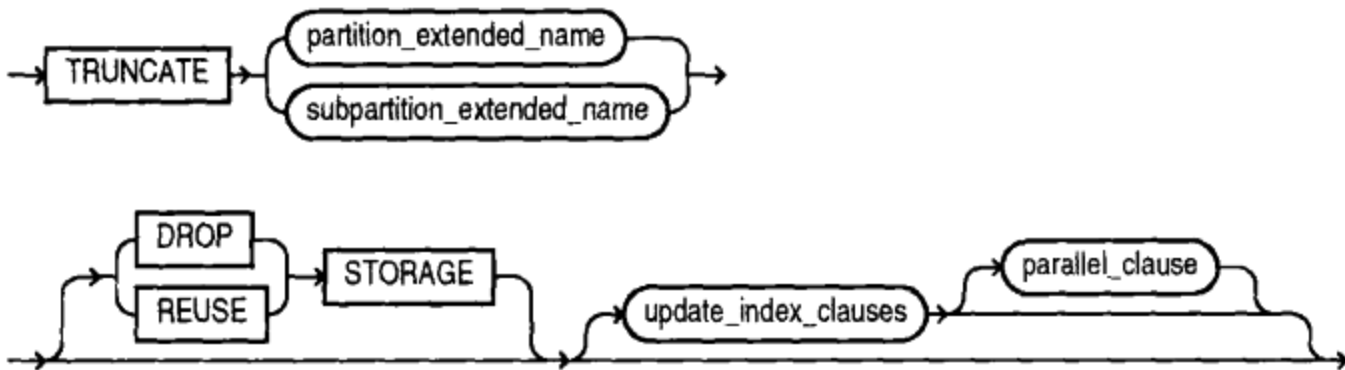 partition_extended_name
TRUNCATE
subpartition_extended_name
DROP
STORAGE
REUSE
parallel_clause
update_index_clauses